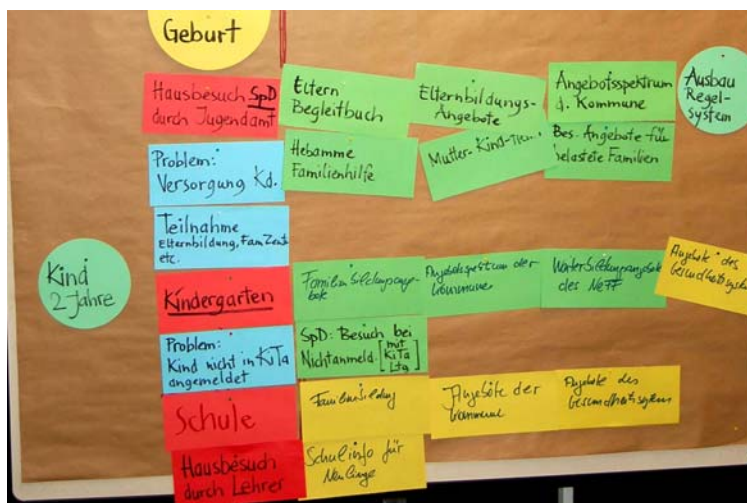 Geburt
Hausbesuch SpD
durch Jugendamt
Eltern
Begleitbuch
Elternbildungs-
Angebote
Angebotsspektrum
d. Kommune
Ausbau
Regel-
system
Problem:
Versorgung Kd.
Hebamme
Familienhilfe
Mutter-Kind-
Bes. Angebote für
belastete Familien
Teilnahme
Elternbildung, FamZent
etc.
Kind
2 Jahre
Kindergarten
Familienbildungsange-
bote
Angebotsspektrum der
Kommune
Weiterbildungsangebote
des NeFF
Angebote des
Gesundheitssystems
Problem:
Kind nicht in KiTa
angemeldet
SpD: Besuch bei
Nichtanmeld. [mit
KiTa
Ltg]
Schule
Familienbildung
Angebote der
Kommune
Angebote des
Gesundheitssystems
Hausbesuch
durch Lehrer
Schulinfo für
Neulinge